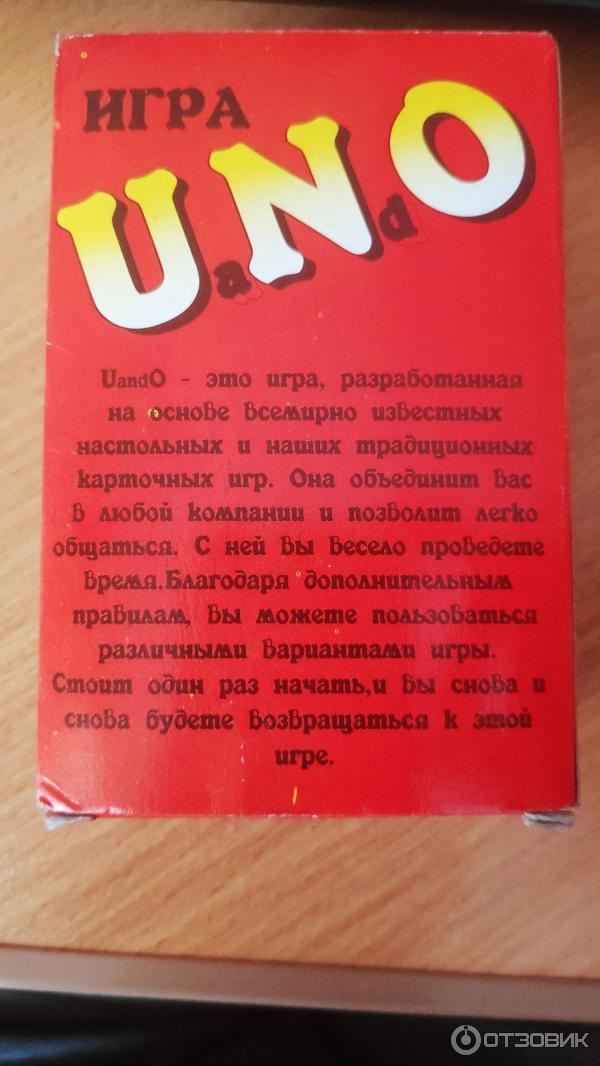 ИГРА
UaNdO
UandO - это игра, разработанная
на основе всемирно известных
настольных и наших традиционных
карточных игр. Она объединит вас
в любой компании и позволит легко
общаться. С ней вы весело проведете
время.Благодаря дополнительным
правилам, вы можете пользоваться
различными вариантами игры.
Стоит один раз начать,и вы снова и
снова будете возвращаться к этой
игре.
ОТЗОВИК